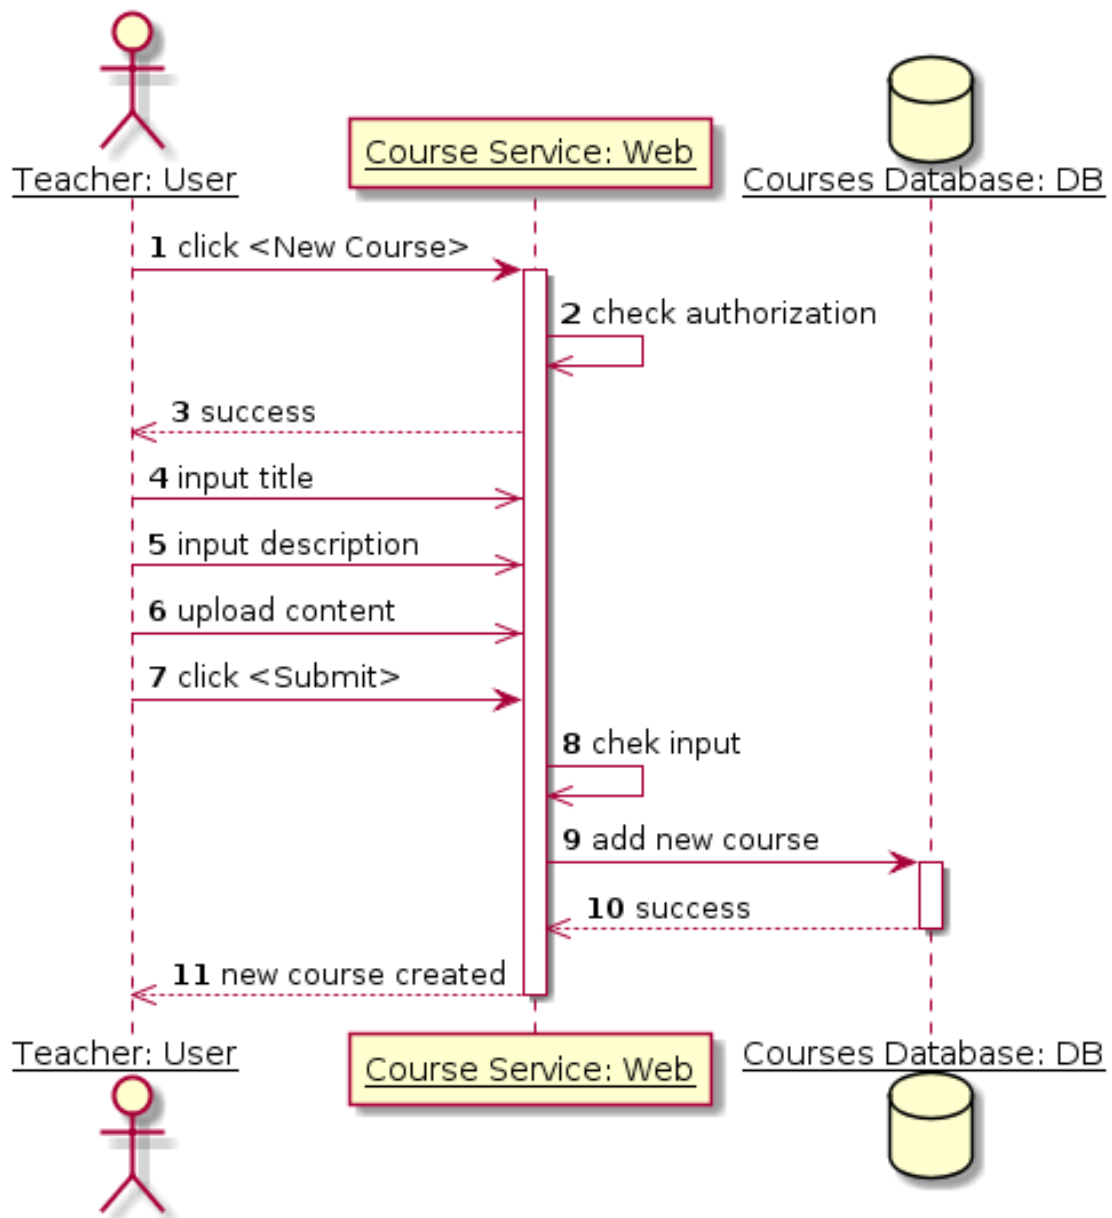 Teacher: User
Course Service: Web
Courses Database: DB
1 click <New Course>
2 check authorization
3 success
4 input title
5 input description
6 upload content
7 click <Submit>
8 chek input
9 add new course
10 success
11 new course created
Teacher: User
Course Service: Web
Courses Database: DB